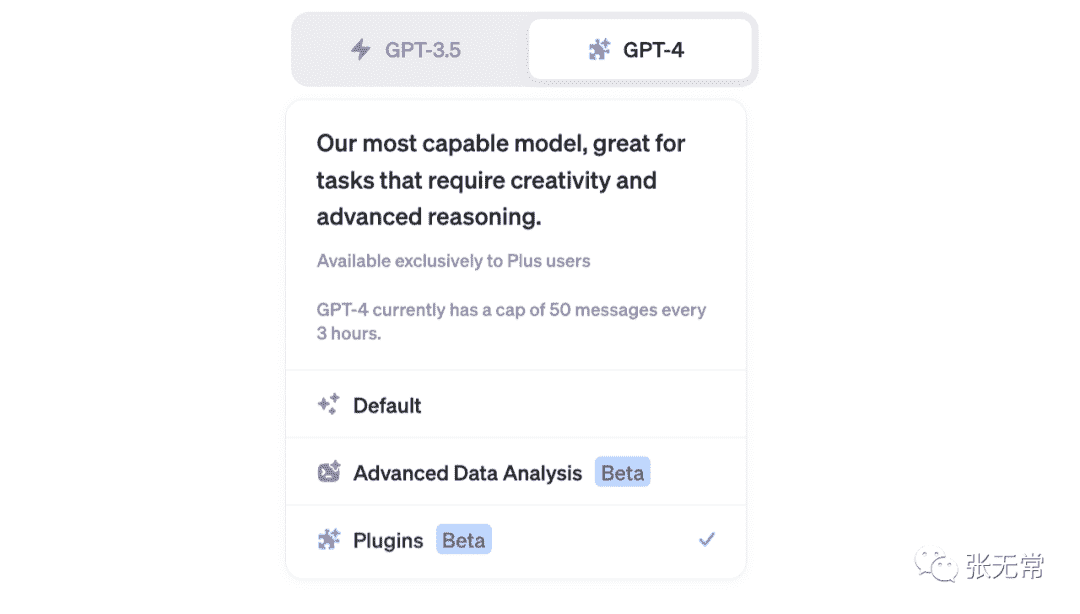 GPT-3.5
GPT-4
Our most capable model, great for
tasks that require creativity and
advanced reasoning.
Available exclusively to Plus users
GPT-4 currently has a cap of 50 messages every
3 hours.
Default
Advanced Data Analysis Beta
Plugins Beta
张无常